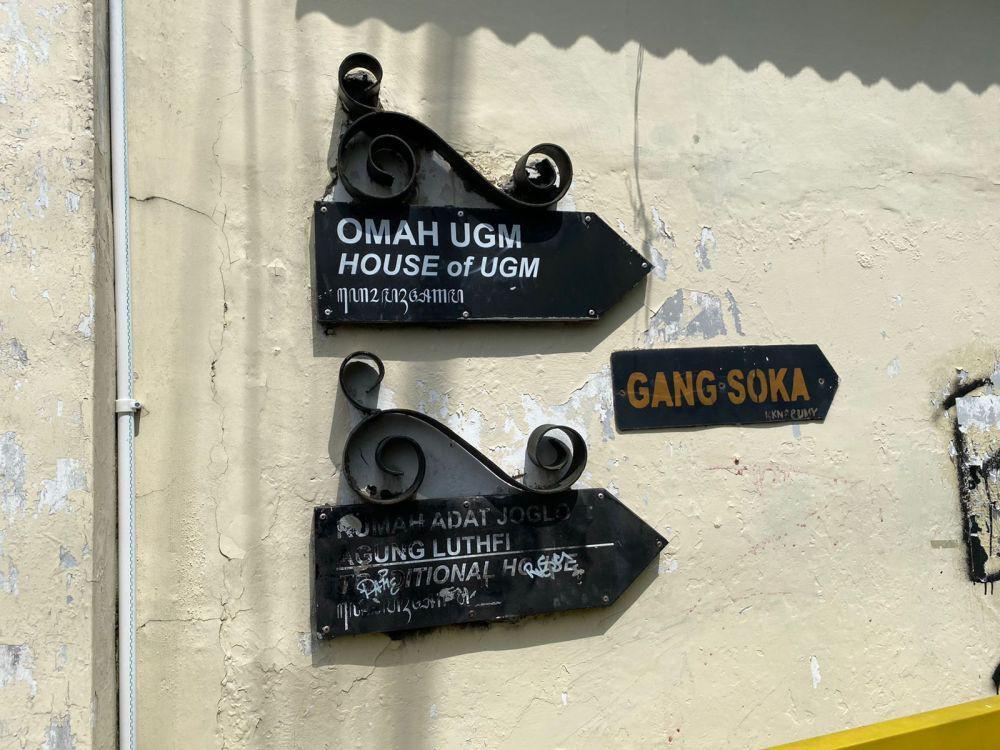 OMAH UGM
HOUSE of UGM
GANG SOKA
RUMAH ADAT JOGLO
AGUNG LUTHFI
TRADITIONAL HOUSE